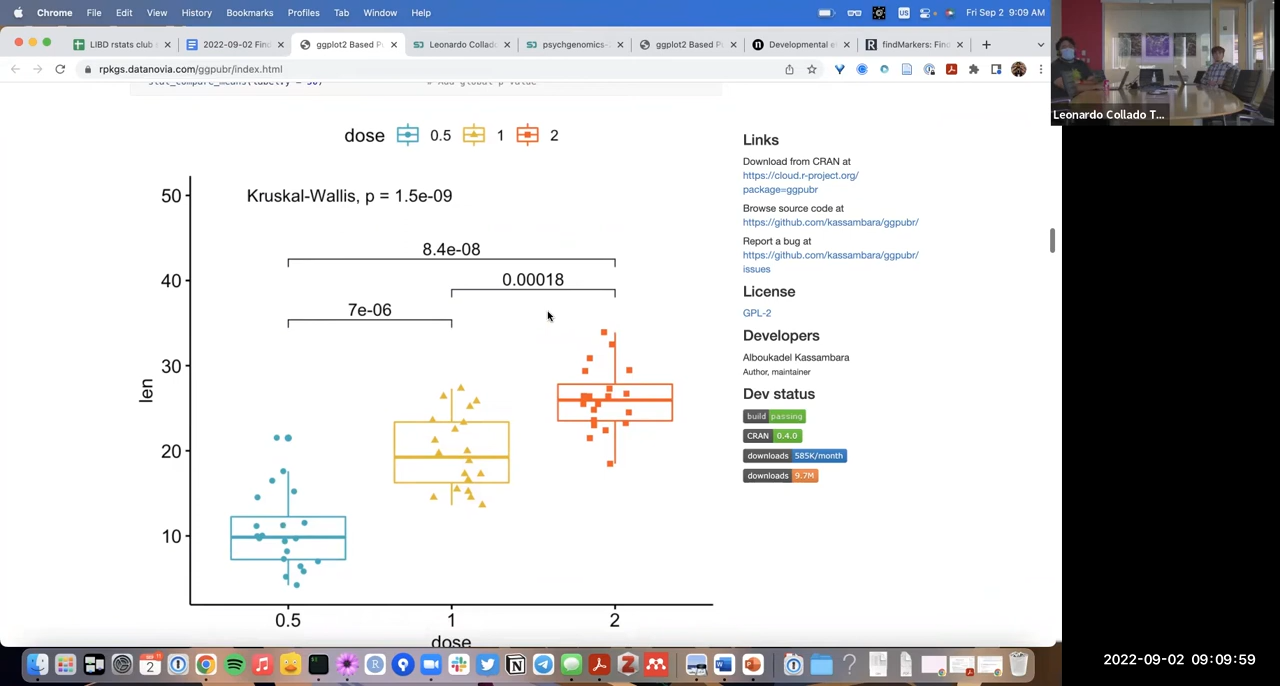 Chrome File Edit View History Bookmarks Profiles Tab Window Help
US
Fri Sep 2 9:09 AM
LIBD rstats club
2022-09-02 Fin
ggplot2 Based P
Leonardo Collad
psychgenomics-
ggplot2 Based P
Developmental e
findMarkers: Fin
rpkgs.datanovia.com/ggpubr/index.html
Leonardo Collado T...
dose 0.5 1 2
Kruskal-Wallis, p = 1.5e-09
8.4e-08
0.00018
7e-06
50
40
30
20
10
len
0.5 1 2
dose
Links
Download from CRAN at
https://cloud.r-project.org/
package=ggpubr
Browse source code at
https://github.com/kassambara/ggpubr/
Report a bug at
https://github.com/kassambara/ggpubr/
issues
License
GPL-2
Developers
Alboukadel Kassambara
Author, maintainer
Dev status
build passing
CRAN 0.4.0
downloads 585K/month
downloads 9.7M
2022-09-02 09:09:59